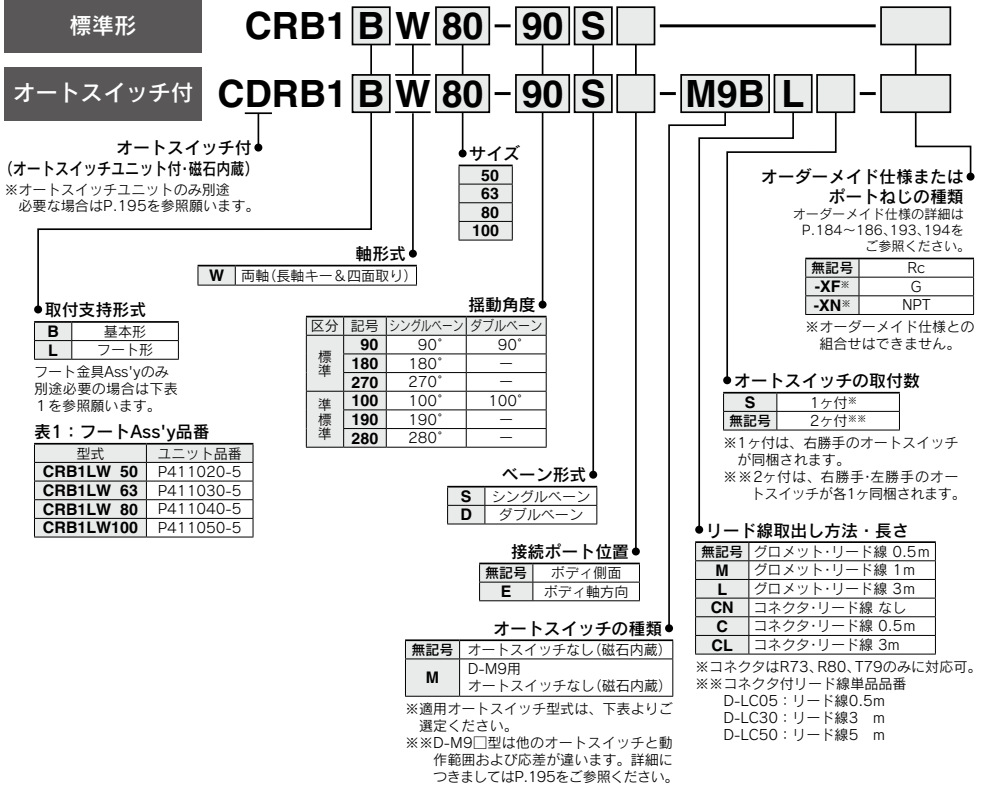 標準形
CRB1 B W 80 - 90 S
オートスイッチ付
CDRB1 B W 80 - 90 S - M9B L -
オートスイッチ付
(オートスイッチユニット付・磁石内蔵)
※オートスイッチユニットのみ別途
必要な場合はP.195を参照願います。
取付支持形式
B 基本形
L フート形
フート金具Ass'yのみ
別途必要の場合は下表
1を参照願います。
表1：フートAss'y品番
型式 ユニット品番
CRB1LW 50 P411020-5
CRB1LW 63 P411030-5
CRB1LW 80 P411040-5
CRB1LW100 P411050-5
軸形式
W 両軸(長軸キー＆四面取り)
サイズ
50
63
80
100
揺動角度
区分 記号 シングルベーン ダブルベーン
標準 90 90° 90°
180 180° －
270 270° －
準標準 100 100° 100°
190 190° －
280 280° －
ベーン形式
S シングルベーン
D ダブルベーン
接続ポート位置
無記号 ボディ側面
E ボディ軸方向
オートスイッチの種類
無記号 オートスイッチなし(磁石内蔵)
M D-M9用
オートスイッチなし(磁石内蔵)
※適用オートスイッチ型式は、下表よりご
選定ください。
※※D-M9□型は他のオートスイッチと動
作範囲および応差が違います。詳細に
つきましてはP.195をご参照ください。
オーダーメイド仕様または
ポートねじの種類
オーダーメイド仕様の詳細は
P.184～186、193、194を
ご参照ください。
無記号 Rc
-XF※ G
-XN※ NPT
※オーダーメイド仕様との
組合せはできません。
オートスイッチの取付数
S 1ヶ付※
無記号 2ヶ付※※
※1ヶ付は、右勝手のオートスイッチ
が同梱されます。
※※2ヶ付は、右勝手・左勝手のオー
トスイッチが各1ヶ同梱されます。
リード線取出し方法・長さ
無記号 グロメット・リード線 0.5m
M グロメット・リード線 1m
L グロメット・リード線 3m
CN コネクタ・リード線 なし
C コネクタ・リード線 0.5m
CL コネクタ・リード線 3m
※コネクタはR73、R80、T79のみに対応可。
※※コネクタ付リード線単品品番
D-LC05：リード線0.5m
D-LC30：リード線3 m
D-LC50：リード線5 m